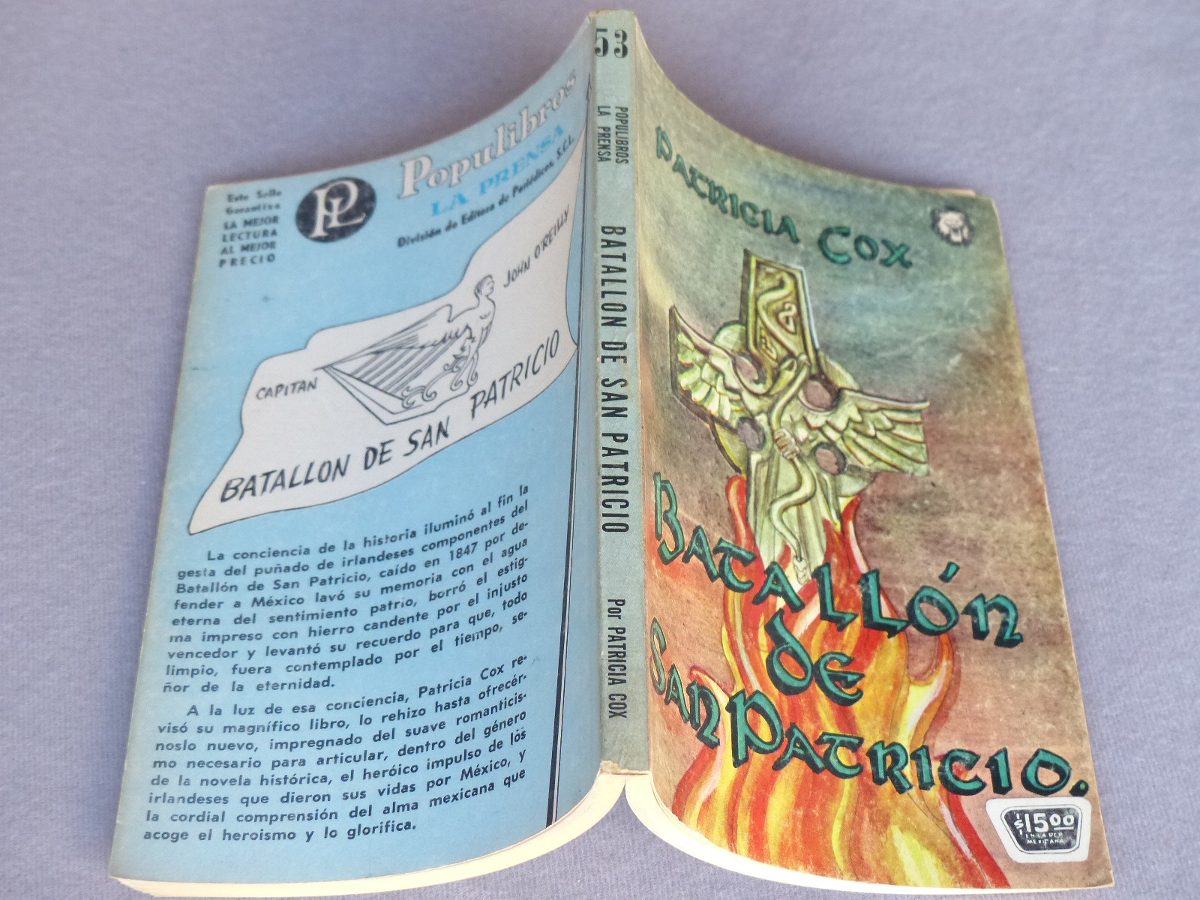 Este Sello
Garantiza
LA MEJOR
LECTURA
AL MEJOR
PRECIO
PL
Populibros
LA PRENSA
División de Editora de Periódicos, S.C.L.
CAPITAN
JOHN O'REILLY
BATALLON DE SAN PATRICIO
La conciencia de la historia iluminó al fin la
gesta del puñado de irlandeses componentes del
Batallón de San Patricio, caído en 1847 por de-
fender a México lavó su memoria con el agua
eterna del sentimiento patrio, borró el estig-
ma impreso con hierro candente por el injusto
vencedor y levantó su recuerdo para que, todo
limpio, fuera contemplado por el tiempo, se-
ñor de la eternidad.
A la luz de esa conciencia, Patricia Cox re-
visó su magnífico libro, lo rehizo hasta ofrecér-
noslo nuevo, impregnado del suave romanticis-
mo necesario para articular, dentro del género
de la novela histórica, el heróico impulso de los
irlandeses que dieron sus vidas por México, y
la cordial comprensión del alma mexicana que
acoge el heroismo y lo glorifica.
53
POPULIBROS
LA PRENSA
BATALLON DE SAN PATRICIO
Por PATRICIA COX
PATRICIA COX
BATALLÓN
DE
SAN PATRICIO.
$15.00
EN LA REP.
MEXICANA